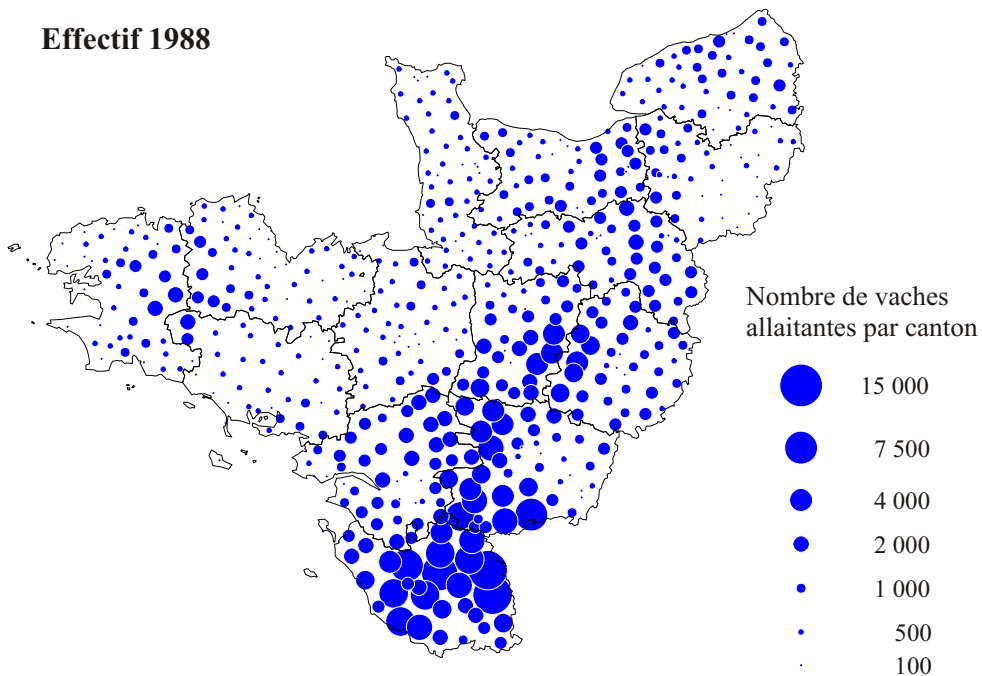 Effectif 1988
Nombre de vaches
allaitantes par canton
15 000
7 500
4 000
2 000
1 000
500
100